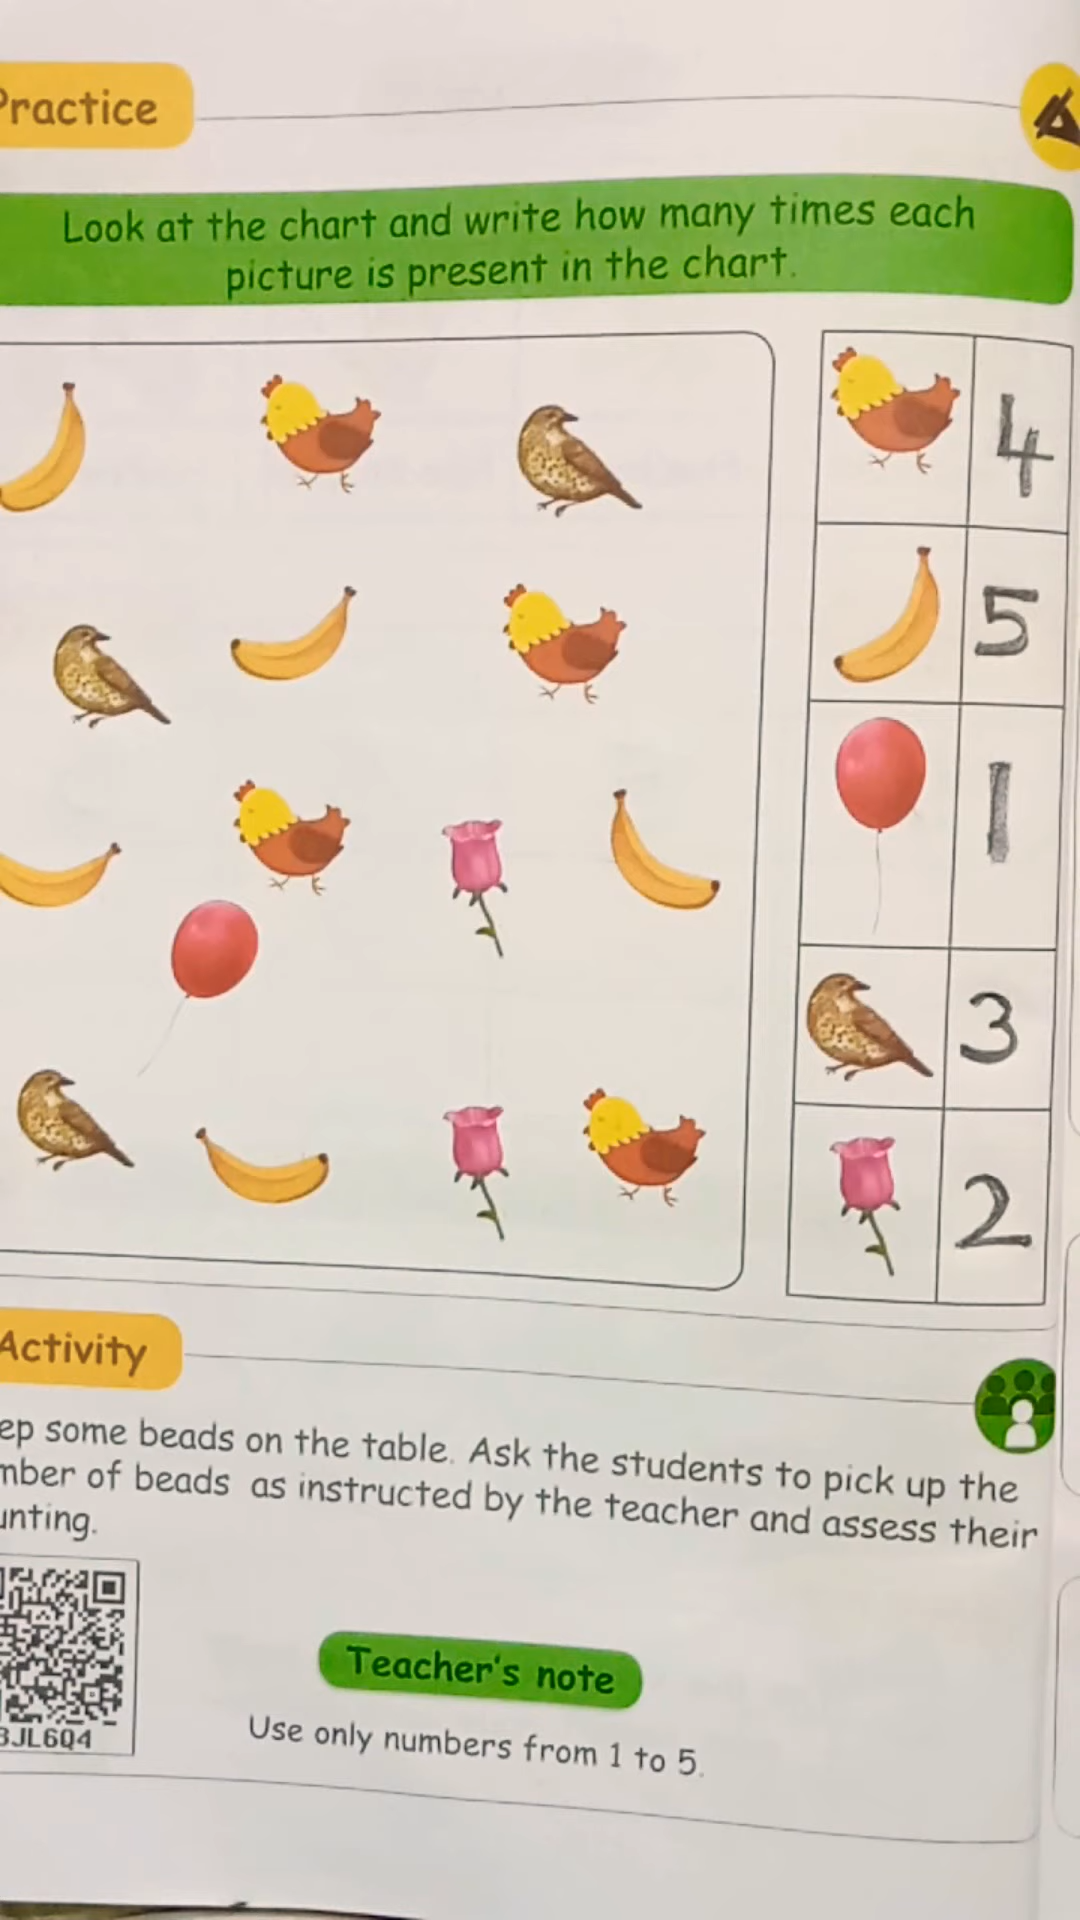 Practice
Look at the chart and write how many times each
picture is present in the chart.
4
5
1
3
2
Activity
ep some beads on the table. Ask the students to pick up the
mber of beads as instructed by the teacher and assess their
unting.
3JL6Q4
Teacher's note
Use only numbers from 1 to 5.